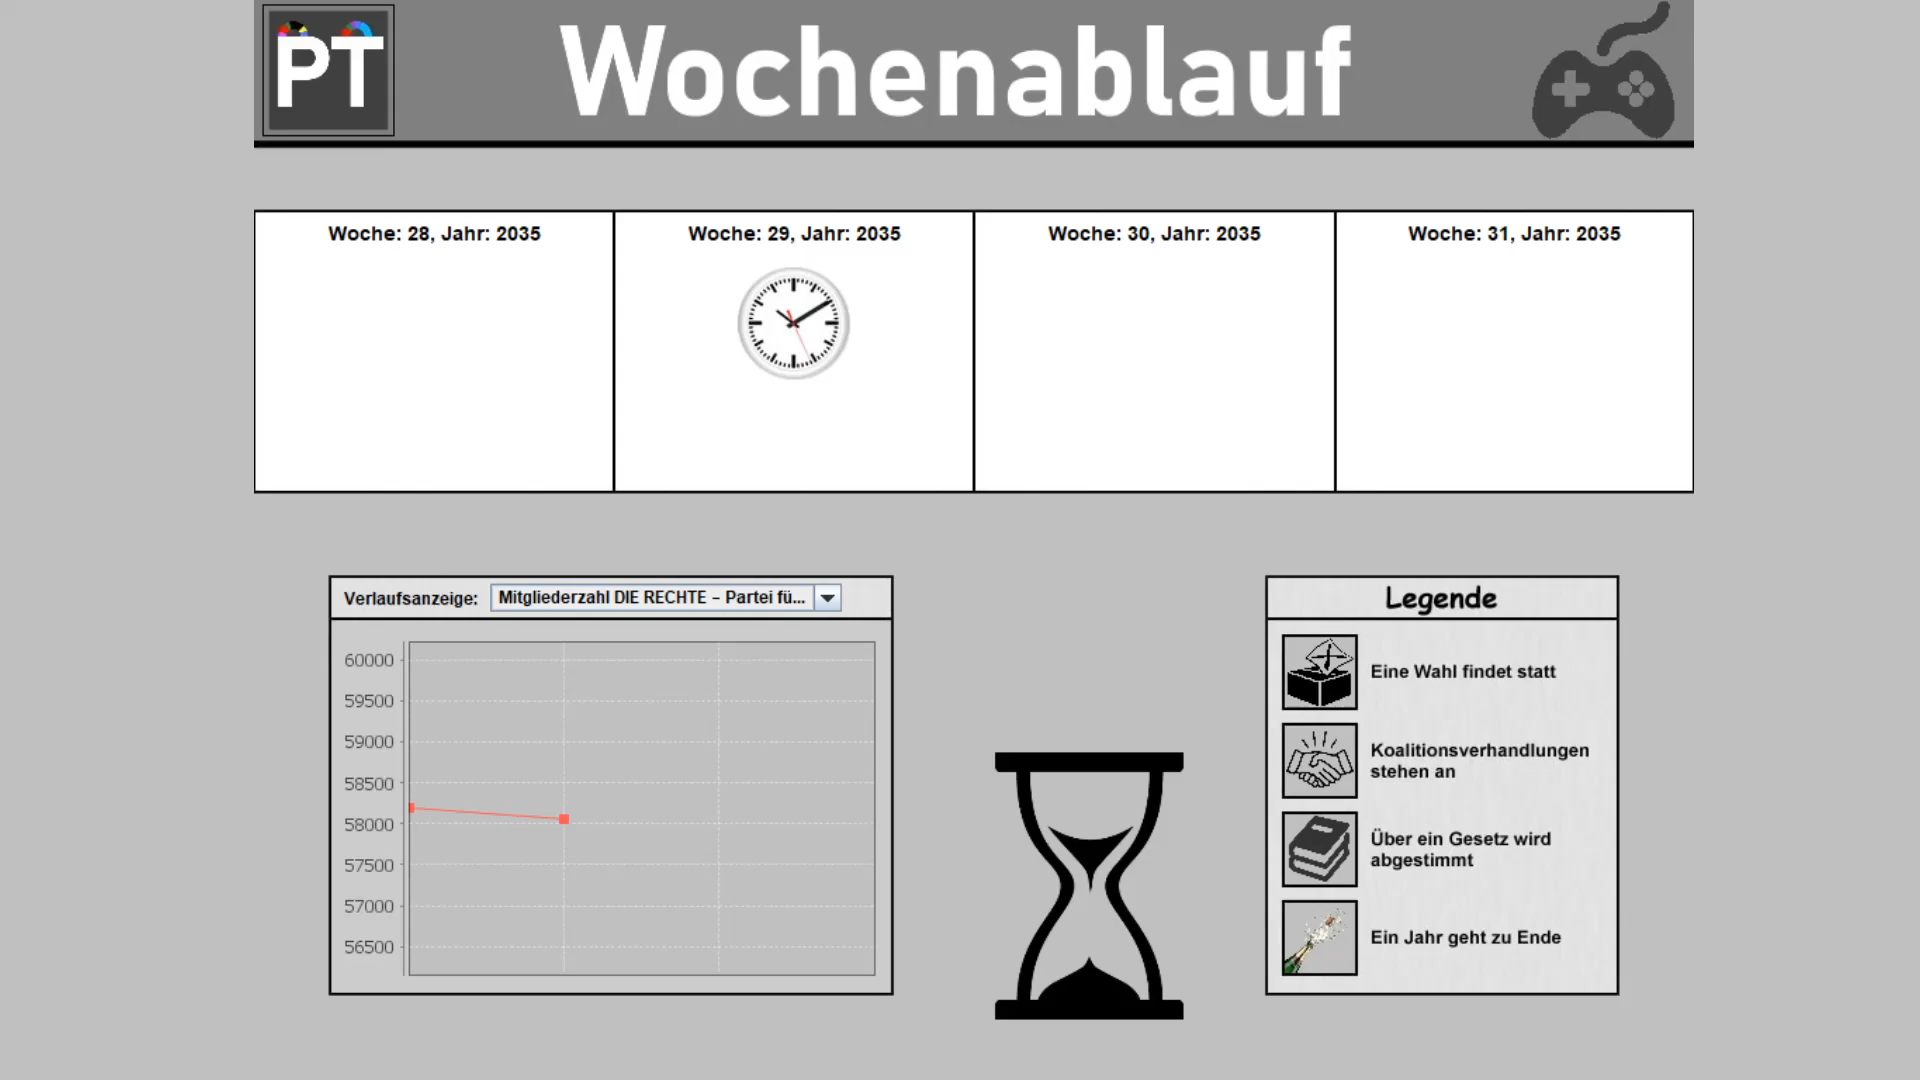 PT
Wochenablauf
Woche: 28, Jahr: 2035
Woche: 29, Jahr: 2035
Woche: 30, Jahr: 2035
Woche: 31, Jahr: 2035
Verlaufsanzeige:
Mitgliederzahl DIE RECHTE – Partei fü...
60000
59500
59000
58500
58000
57500
57000
56500
Legende
Eine Wahl findet statt
Koalitionsverhandlungen
stehen an
Über ein Gesetz wird
abgestimmt
Ein Jahr geht zu Ende